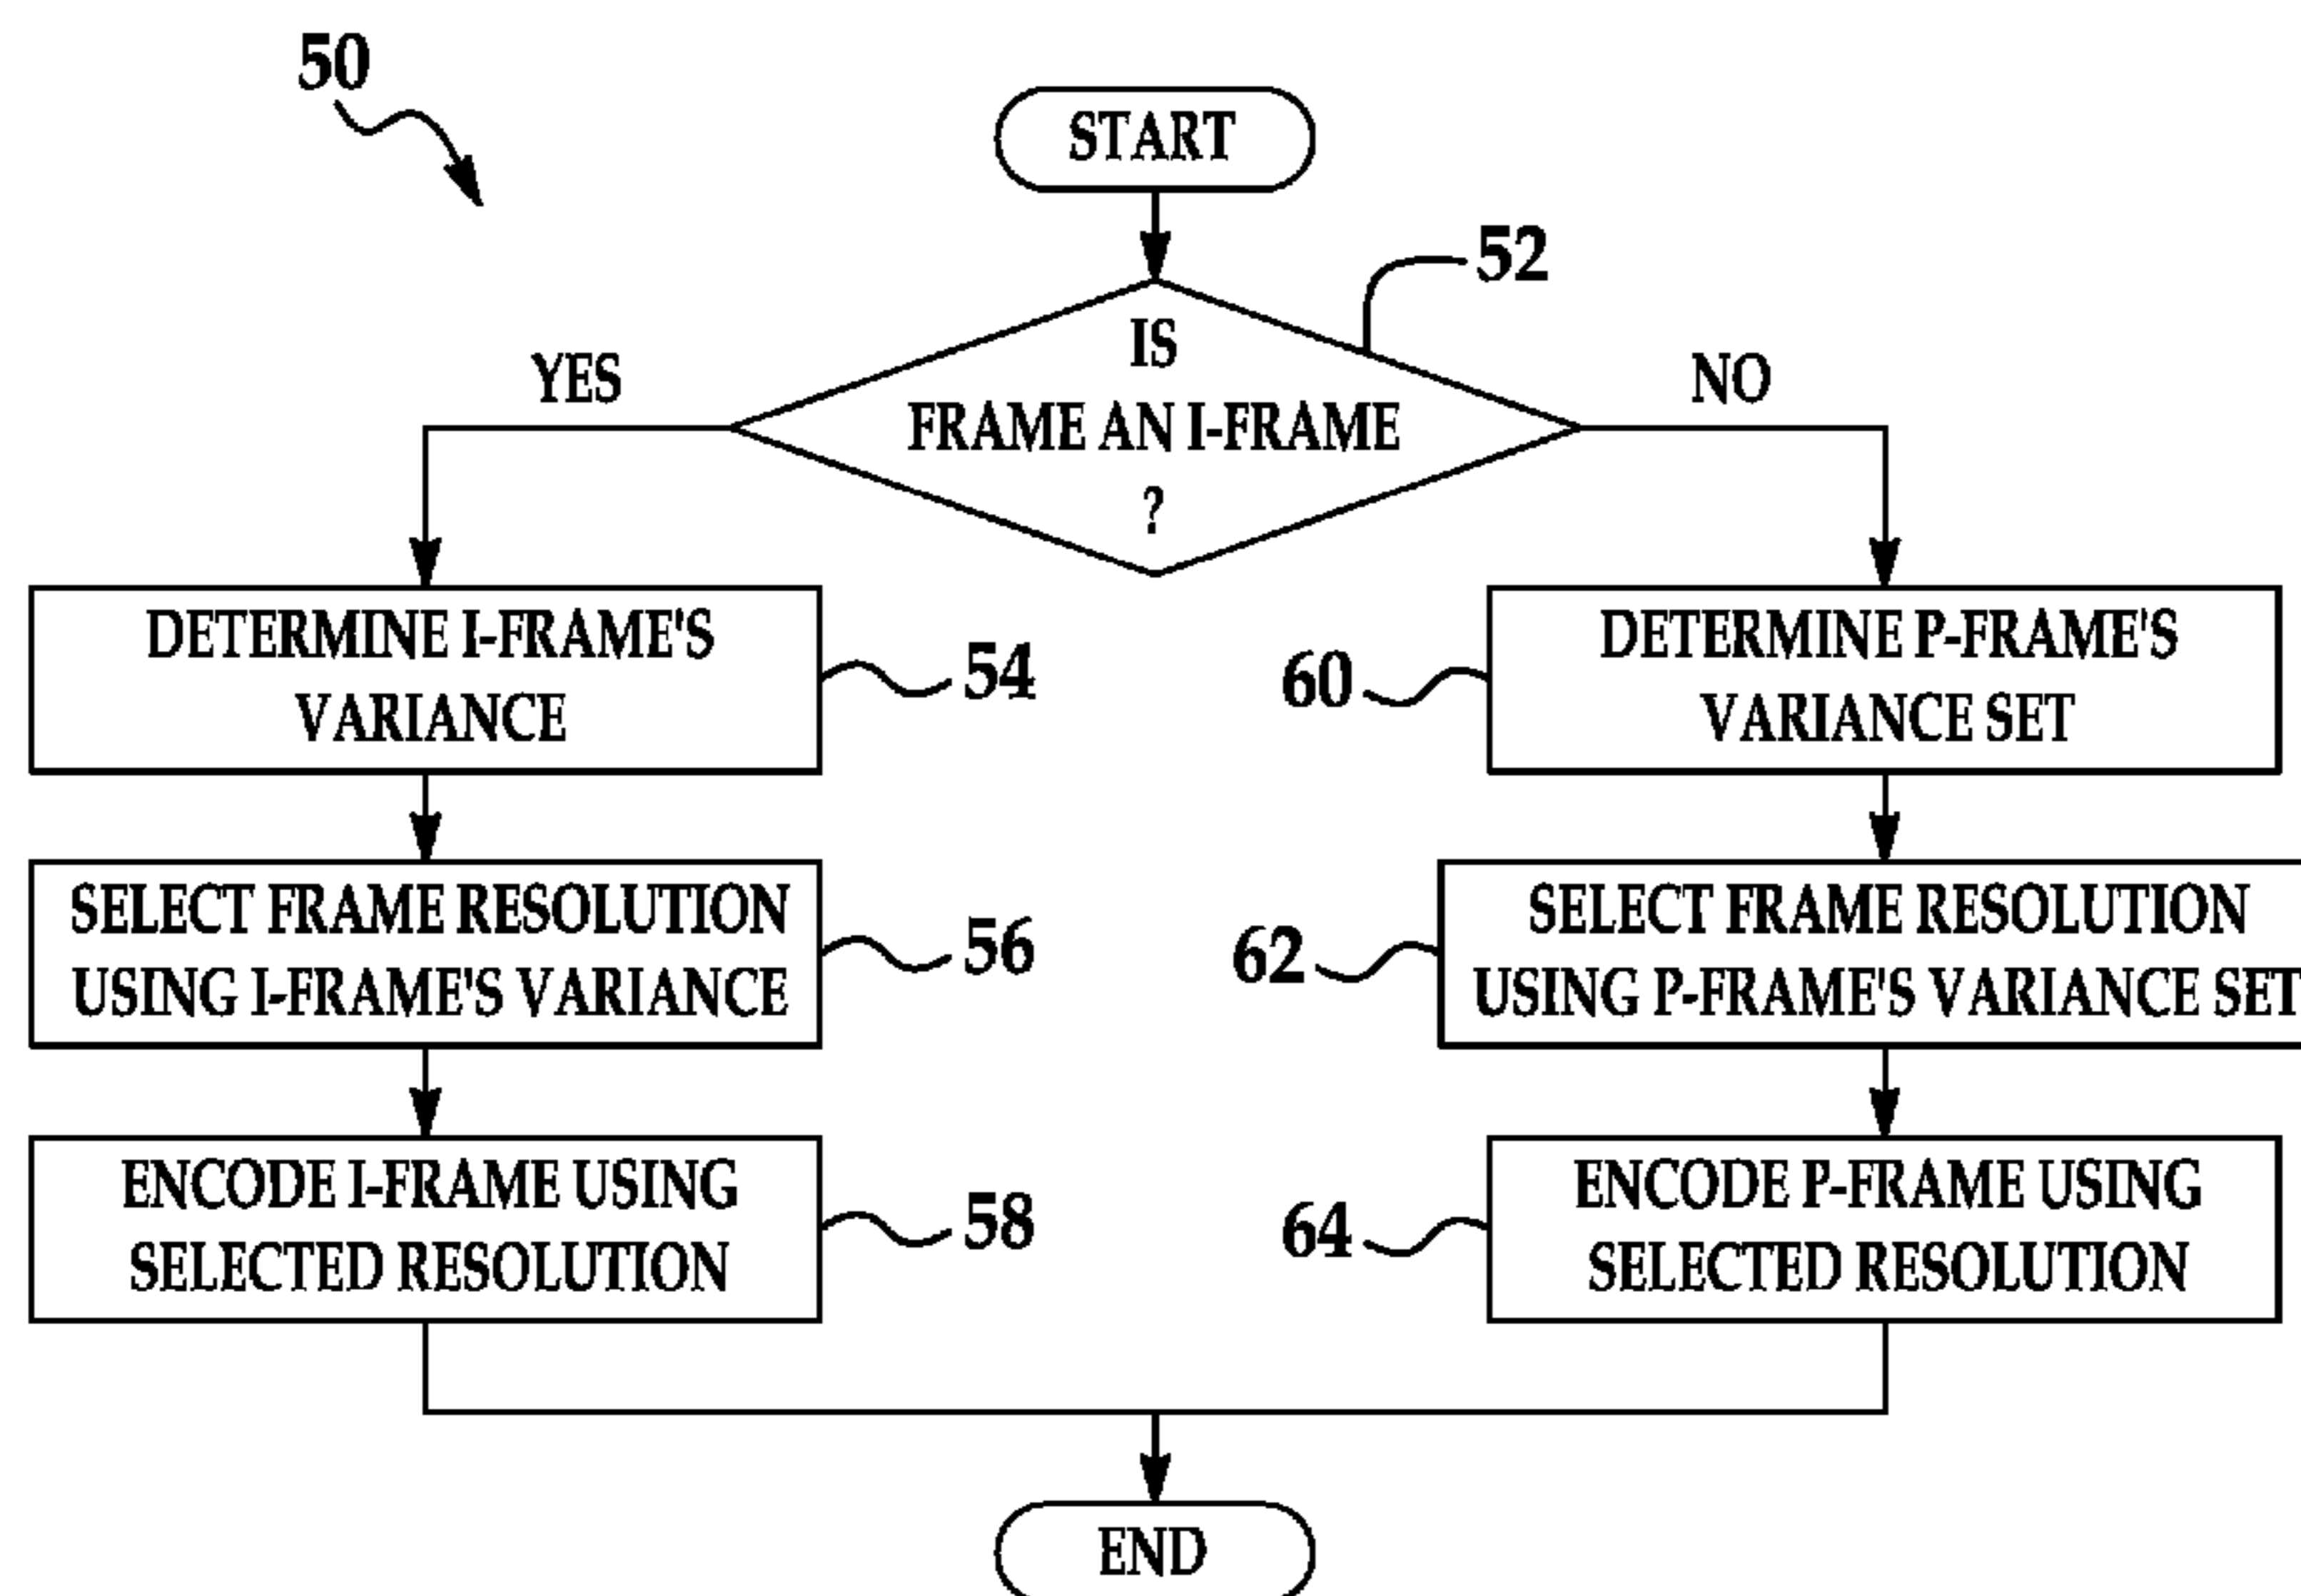 50
START
52
IS
FRAME AN I-FRAME
?
YES
NO
DETERMINE I-FRAME'S
VARIANCE
54
60
DETERMINE P-FRAME'S
VARIANCE SET
SELECT FRAME RESOLUTION
USING I-FRAME'S VARIANCE
56
62
SELECT FRAME RESOLUTION
USING P-FRAME'S VARIANCE SET
ENCODE I-FRAME USING
SELECTED RESOLUTION
58
64
ENCODE P-FRAME USING
SELECTED RESOLUTION
END